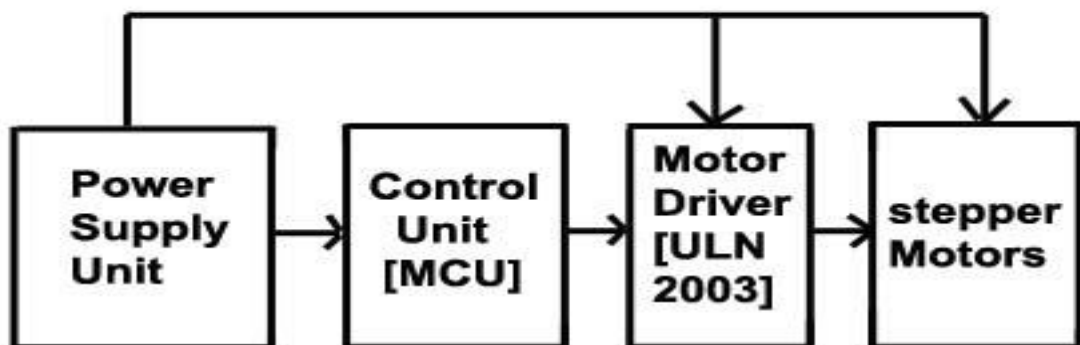 Power
Supply
Unit
Control
Unit
[MCU]
Motor
Driver
[ULN
2003]
stepper
Motors